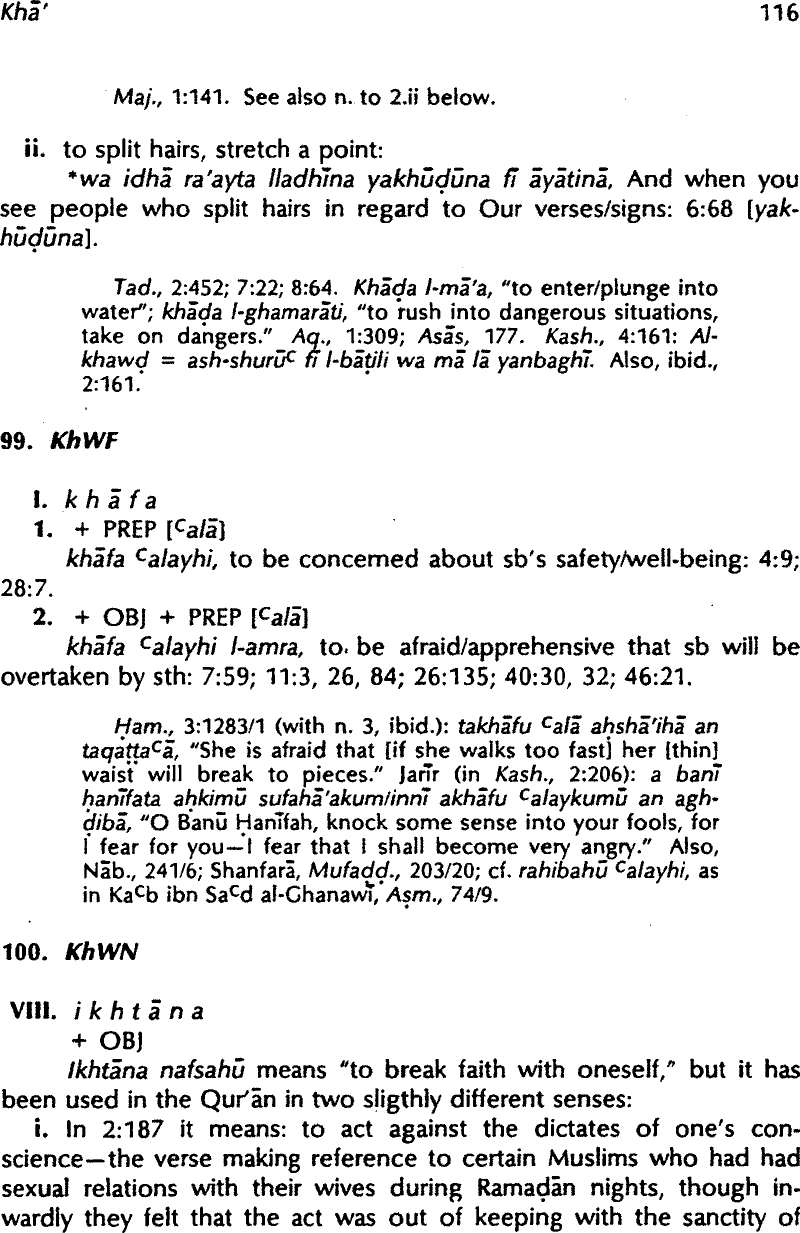 Khā' 116
Maj., 1:141. See also n. to 2.ii below.
ii. to split hairs, stretch a point:
*wa idhā ra'ayta lladhīna yakhūḍūna fī āyātinā, And when you
see people who split hairs in regard to Our verses/signs: 6:68 [yak-
hūḍūna].
Tad., 2:452; 7:22; 8:64. Khāḍa l-mā'a, "to enter/plunge into
water"; khāḍa l-ghamarāti, "to rush into dangerous situations,
take on dangers." Aq., 1:309; Asās, 177. Kash., 4:161: Al-
khawḍ = ash-shurūᶜ fī l-bāṭili wa mā lā yanbaghī. Also, ibid.,
2:161.
99. KhWF
I. k h ā f a
1. + PREP [ᶜalā]
khāfa ᶜalayhi, to be concerned about sb's safety/well-being: 4:9;
28:7.
2. + OBJ + PREP [ᶜalā]
khāfa ᶜalayhi l-amra, to be afraid/apprehensive that sb will be
overtaken by sth: 7:59; 11:3, 26, 84; 26:135; 40:30, 32; 46:21.
Ḥam., 3:1283/1 (with n. 3, ibid.): takhāfu ᶜalā aḥshā'ihā an
taqaṭṭaᶜā, "She is afraid that [if she walks too fast] her [thin]
waist will break to pieces." Jarīr (in Kash., 2:206): a banī
ḥanīfata aḥkimū sufahā'akum/innī akhāfu ᶜalaykumū an agh-
ḍibā, "O Banū Ḥanīfah, knock some sense into your fools, for
I fear for you—I fear that I shall become very angry." Also,
Nāb., 241/6; Shanfarā, Mufaḍḍ., 203/20; cf. rahibahū ᶜalayhi, as
in Kaᶜb ibn Saᶜd al-Ghanawī, Aṣm., 74/9.
100. KhWN
VIII. i k h t ā n a
+ OBJ
Ikhtāna nafsahū means "to break faith with oneself," but it has
been used in the Qur'ān in two sligthly different senses:
i. In 2:187 it means: to act against the dictates of one's con-
science—the verse making reference to certain Muslims who had had
sexual relations with their wives during Ramaḍān nights, though in-
wardly they felt that the act was out of keeping with the sanctity of